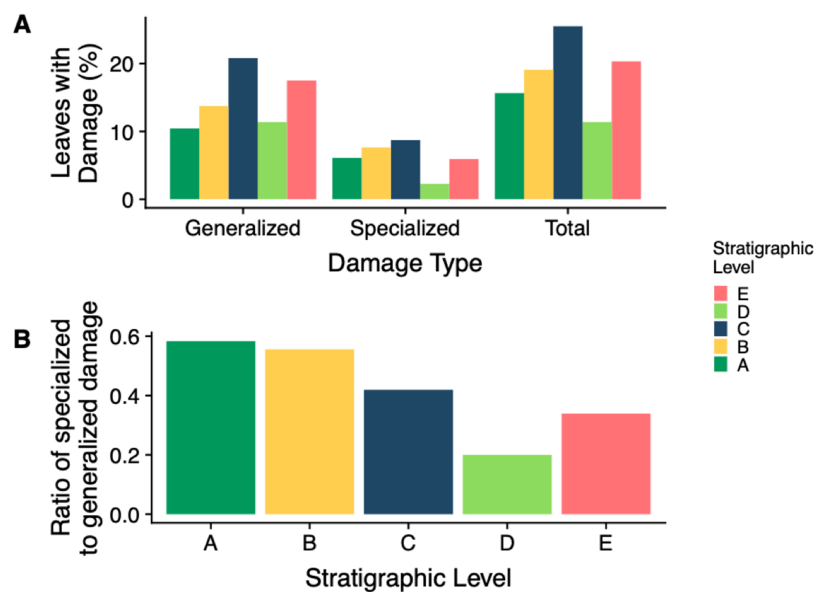 A
Leaves with
Damage (%)
20
10
0
Generalized
Specialized
Total
Damage Type
Stratigraphic
Level
E
D
C
B
A
B
Ratio of specialized
to generalized damage
0.6
0.4
0.2
0.0
A
B
C
D
E
Stratigraphic Level